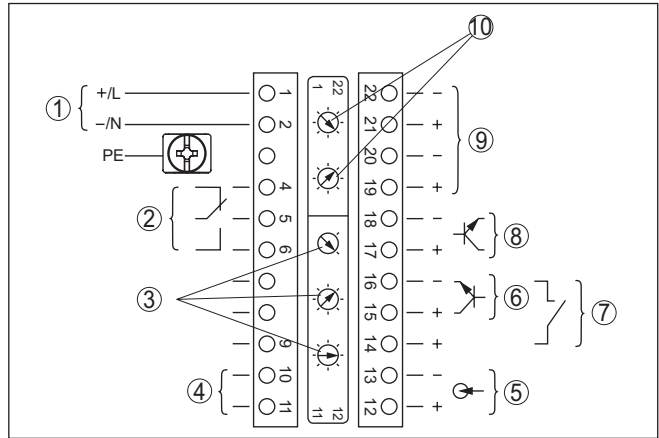 ⑩
① +/L 1 1 22 22 −
−/N 2 21 + ⑨
PE 20 −
4 19 +
② 5 18 − ⑧
6 17 +
③ 16 − ⑥
15 + ⑦
9 14 +
④ 10 13 − ⑤
11 11 12 12 +